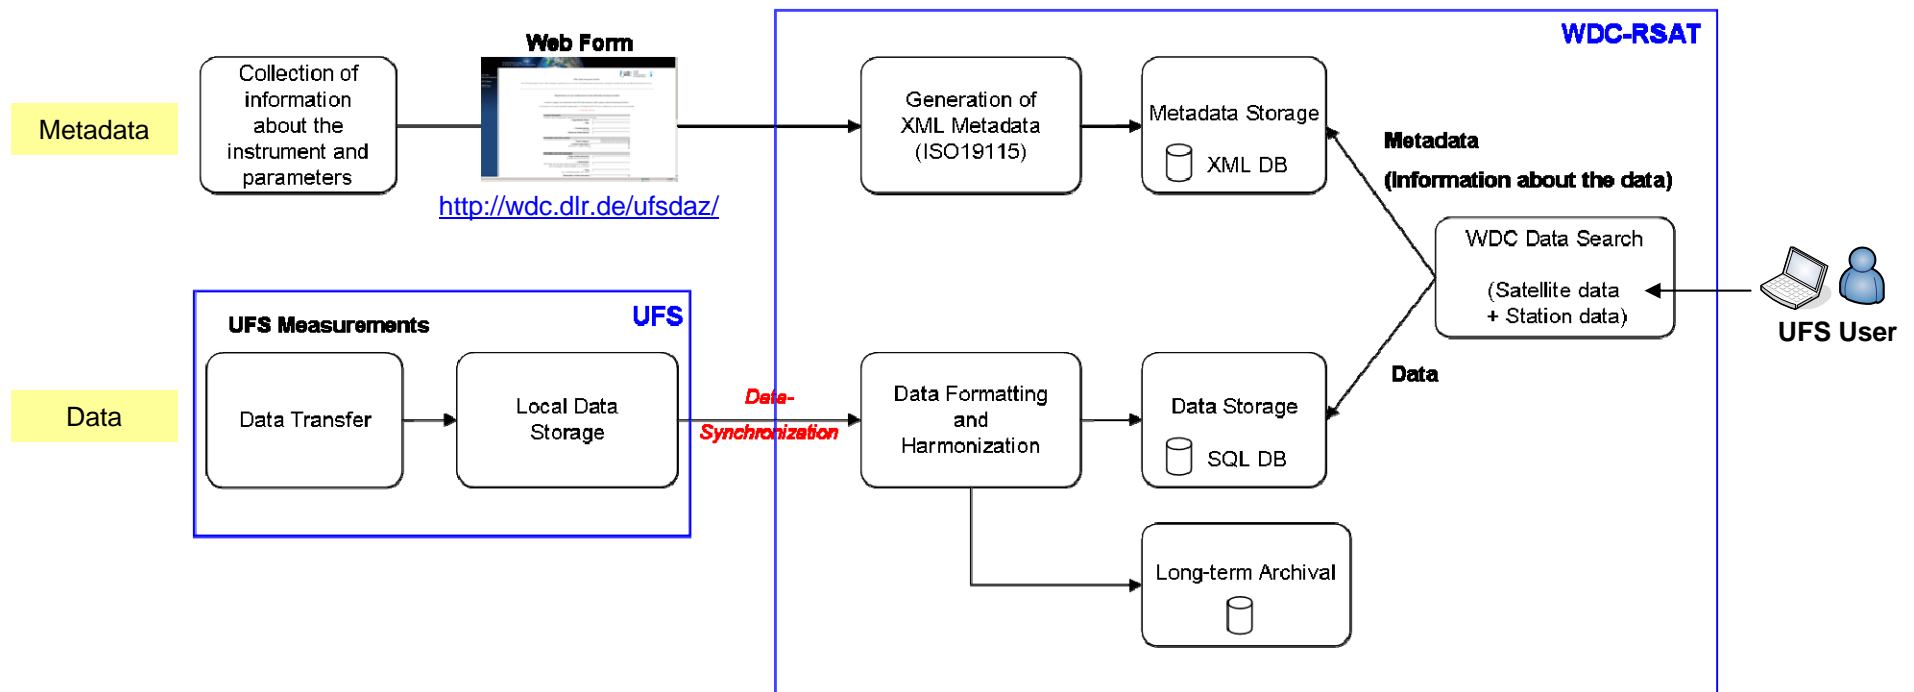 WDC-RSAT
Web Form
Metadata
Collection of
information
about the
instrument and
parameters
http://wdc.dlr.de/ufsdaz/
Generation of
XML Metadata
(ISO19115)
Metadata Storage
XML DB
Metadata
(Information about the data)
WDC Data Search
(Satellite data
+ Station data)
UFS User
UFS
UFS Measurements
Data
Data Transfer
Local Data
Storage
Data-
Synchronization
Data Formatting
and
Harmonization
Data Storage
SQL DB
Data
Long-term Archival